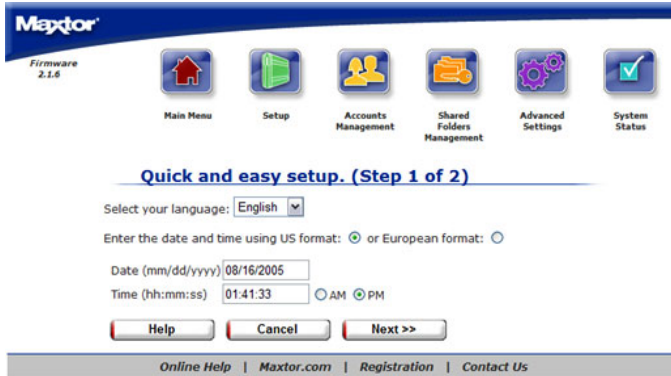 Maxtor
Firmware
2.1.6
Main Menu
Setup
Accounts
Management
Shared
Folders
Management
Advanced
Settings
System
Status
Quick and easy setup. (Step 1 of 2)
Select your language: English
Enter the date and time using US format: or European format:
Date (mm/dd/yyyy) 08/16/2005
Time (hh:mm:ss) 01:41:33 AM PM
Help Cancel Next >>
Online Help | Maxtor.com | Registration | Contact Us